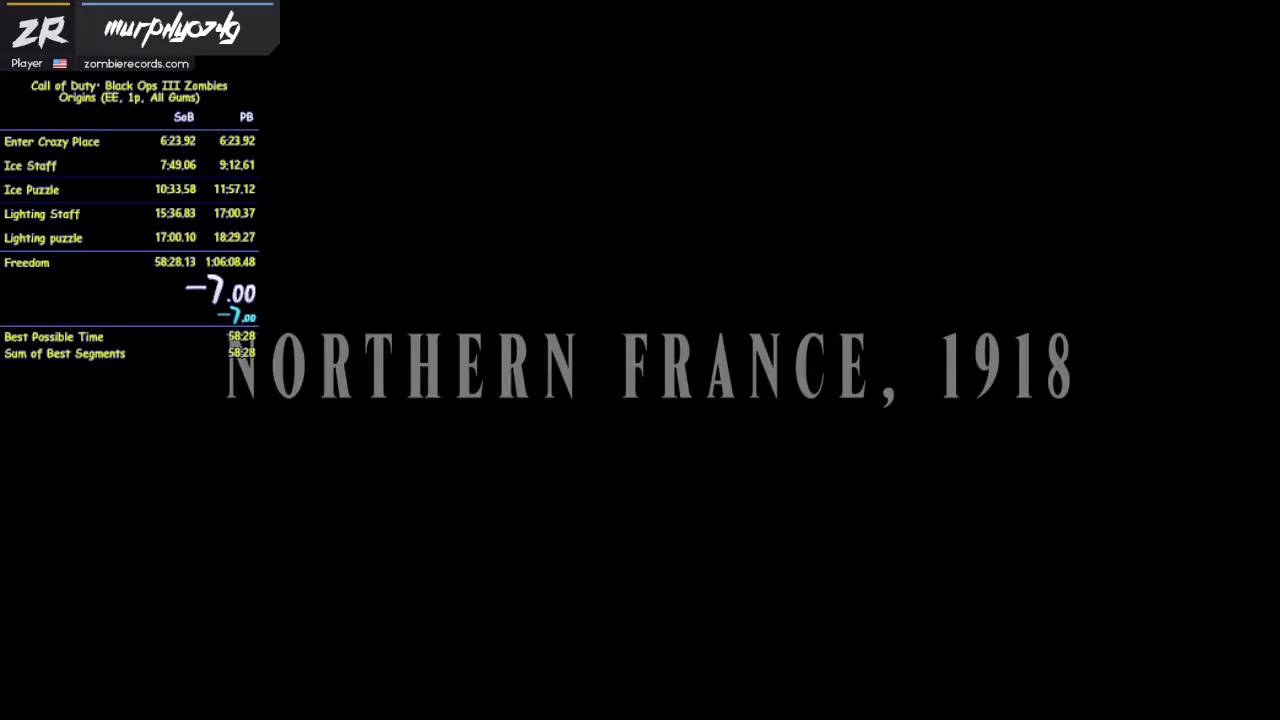 ZR
murphyo74g
Player
zombierecords.com
Call of Duty: Black Ops III Zombies
Origins (EE, 1p, All Gums)
SoB PB
Enter Crazy Place 6:23.92 6:23.92
Ice Staff 7:49.06 9:12.61
Ice Puzzle 10:33.58 11:57.12
Lighting Staff 15:36.83 17:00.37
Lighting puzzle 17:00.10 18:29.27
Freedom 58:28.13 1:06:08.48
−7.00
−7.00
Best Possible Time 58:28
Sum of Best Segments 58:28
NORTHERN FRANCE, 1918